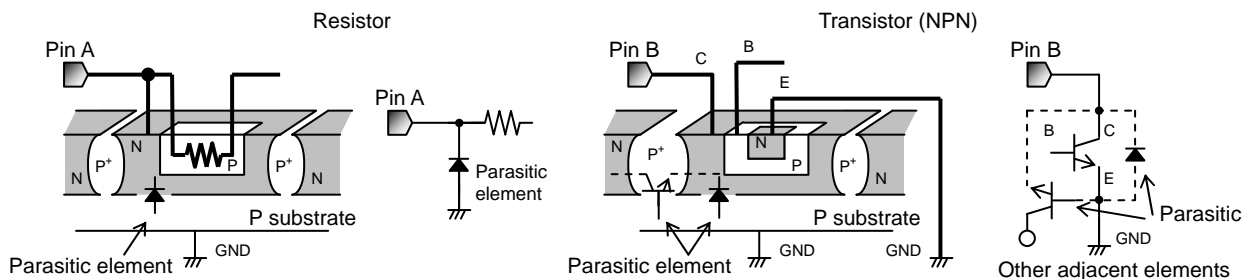 Resistor
Transistor (NPN)
Pin A
Pin A
N
P+
N
P
P+
N
Parasitic
element
P substrate
GND
Parasitic element
Pin B
C
B
E
N
P+
N
P
P+
N
P substrate
GND
GND
Parasitic element
Pin B
B
C
E
Parasitic
GND
Other adjacent elements